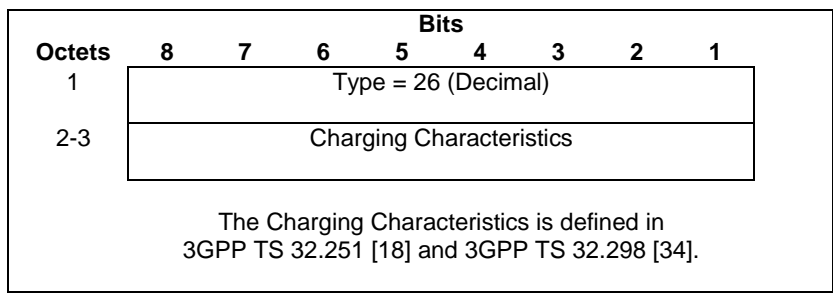 Bits
Octets 8 7 6 5 4 3 2 1
1 Type = 26 (Decimal)
2-3 Charging Characteristics
The Charging Characteristics is defined in
3GPP TS 32.251 [18] and 3GPP TS 32.298 [34].